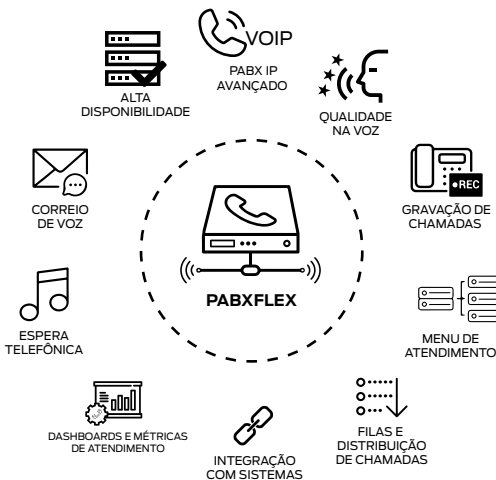 VOIP
PABX IP
AVANÇADO
ALTA
DISPONIBILIDADE
QUALIDADE
NA VOZ
CORREIO
DE VOZ
REC
GRAVAÇÃO DE
CHAMADAS
PABXFLEX
ESPERA
TELEFÔNICA
MENU DE
ATENDIMENTO
DASHBOARDS E MÉTRICAS
DE ATENDIMENTO
INTEGRAÇÃO
COM SISTEMAS
FILAS E
DISTRIBUIÇÃO
DE CHAMADAS